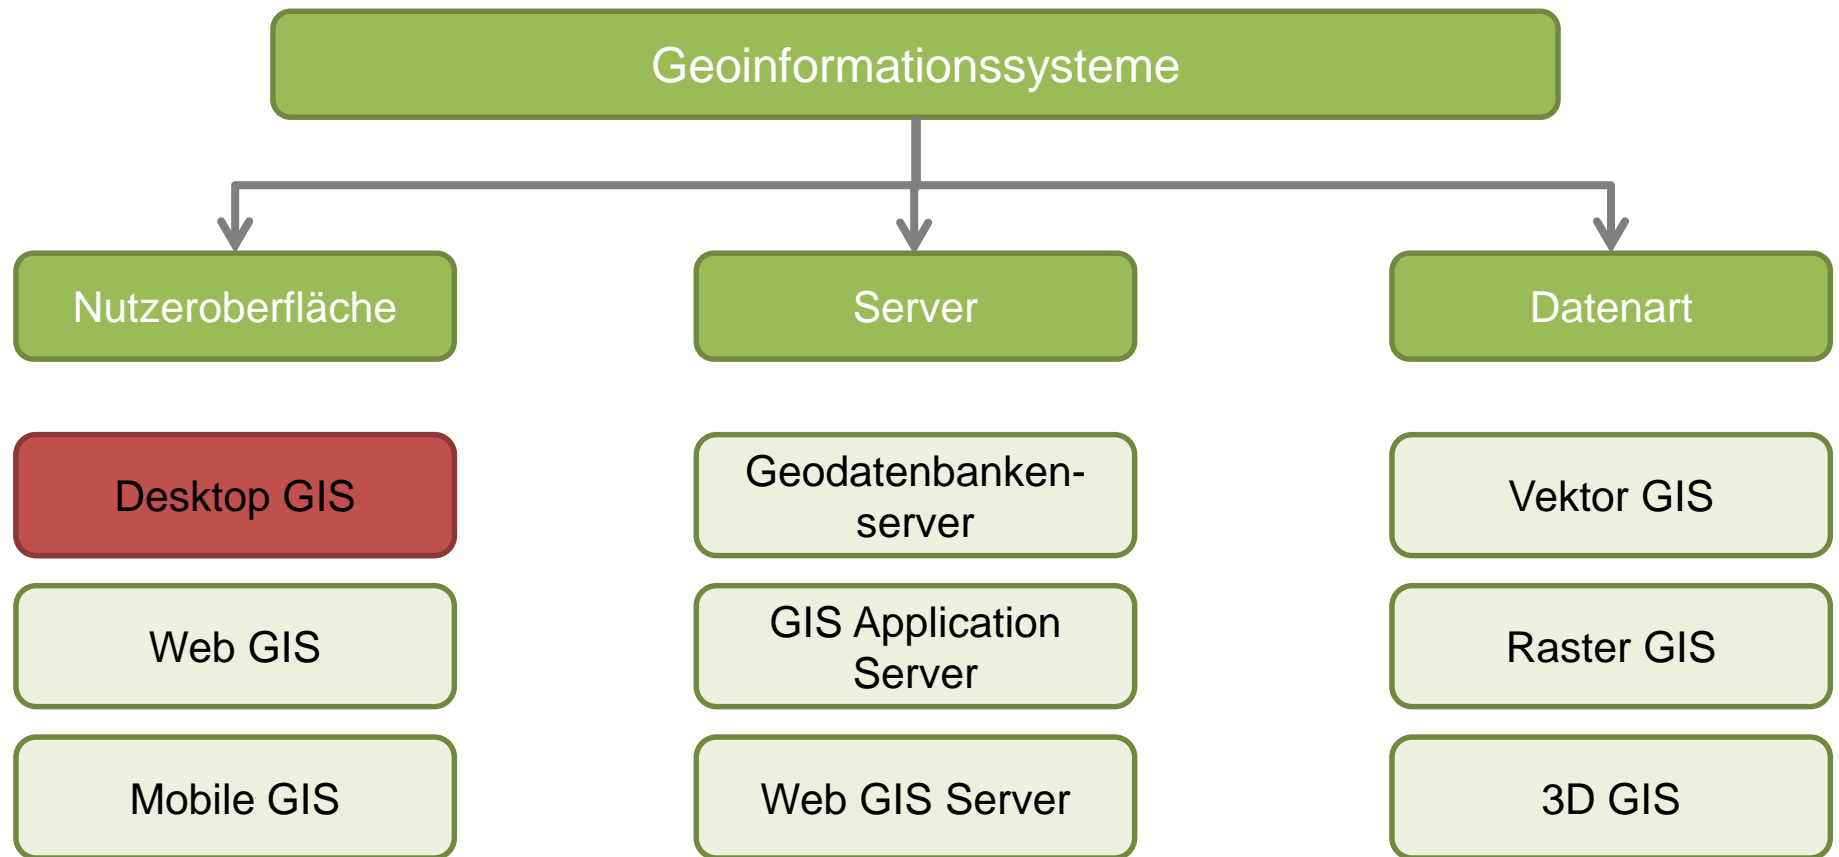 Geoinformationssysteme
Nutzeroberfläche
Server
Datenart
Desktop GIS
Geodatenbanken-
server
Vektor GIS
Web GIS
GIS Application
Server
Raster GIS
Mobile GIS
Web GIS Server
3D GIS